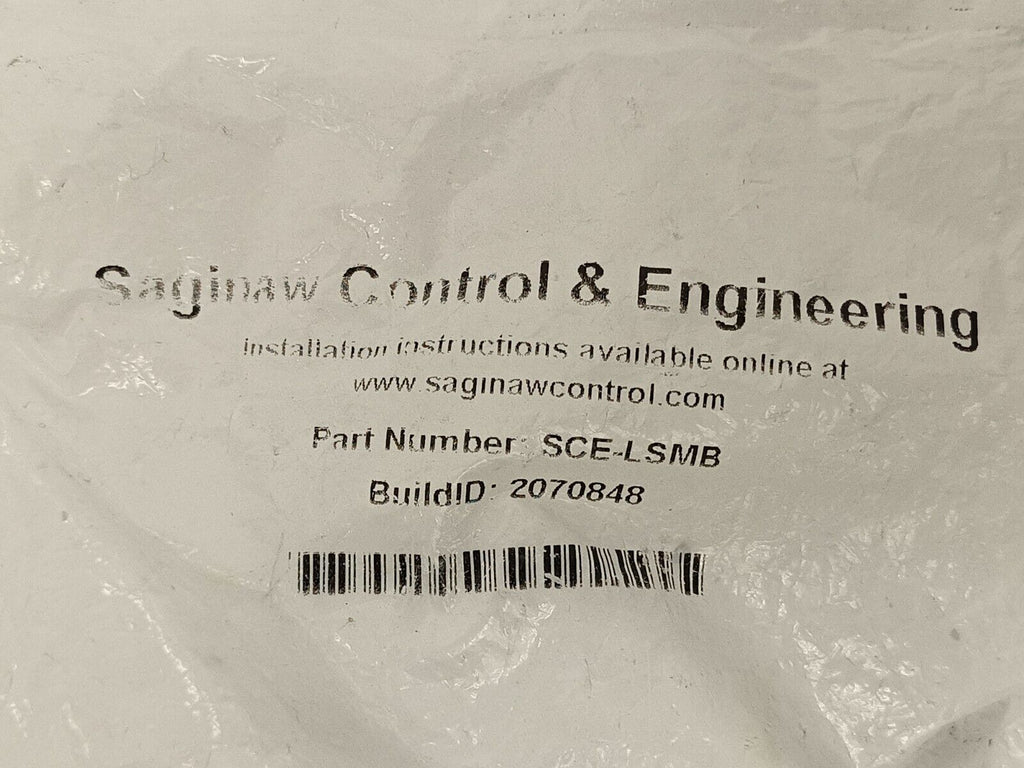 Saginaw Control & Engineering
Installation instructions available online at
www.saginawcontrol.com
Part Number: SCE-LSMB
BuildID: 2070848